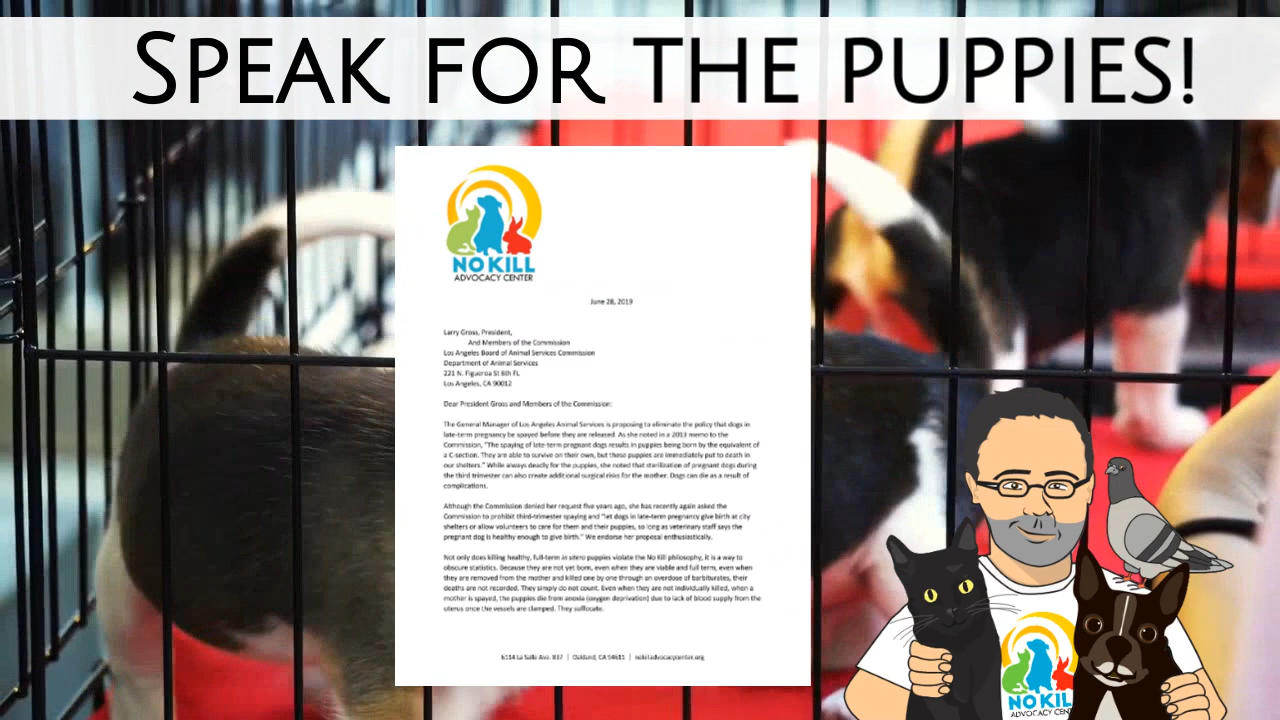 SPEAK FOR THE PUPPIES!
NO KILL
ADVOCACY CENTER
June 28, 2019
Larry Gross, President,
And Members of the Commission
Los Angeles Board of Animal Services Commission
Department of Animal Services
221 N. Figueroa St 6th FL
Los Angeles, CA 90012
Dear President Gross and Members of the Commission:
The General Manager of Los Angeles Animal Services is proposing to eliminate the policy that dogs in
late-term pregnancy be spayed before they are released. As she noted in a 2013 memo to the
Commission, "The spaying of late-term pregnant dogs results in puppies being born by the equivalent of
a C-section. They are able to survive on their own, but these puppies are immediately put to death in
our shelters." While always deadly for the puppies, she noted that sterilization of pregnant dogs during
the third trimester can also create additional surgical risks for the mother. Dogs can die as a result of
complications.
Although the Commission denied her request five years ago, she has recently again asked the
Commission to prohibit third-trimester spaying and "let dogs in late-term pregnancy give birth at city
shelters or allow volunteers to care for them and their puppies, so long as veterinary staff says the
pregnant dog is healthy enough to give birth." We endorse her proposal enthusiastically.
Not only does killing healthy, full-term in utero puppies violate the No Kill philosophy, it is a way to
obscure statistics. Because they are not yet born, even when they are viable and full term, even when
they are removed from the mother and killed one by one through an overdose of barbiturates, their
deaths are not recorded. They simply do not count. Even when they are not individually killed, when a
mother is spayed, the puppies die from anoxia (oxygen deprivation) due to lack of blood supply from the
uterus once the vessels are clamped. They suffocate.
6114 La Salle Ave. 837 | Oakland, CA 94611 | nokilladvocacycenter.org
NO KILL
ADVOCACY CENT